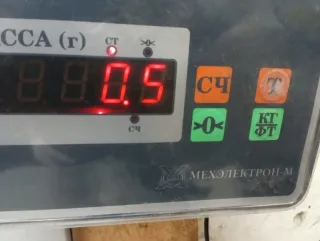 ССА (г)
СТ >0<
0.5
СЧ Т
СЧ
>0< КГ
ФТ
МЕХЭЛЕКТРОН-М